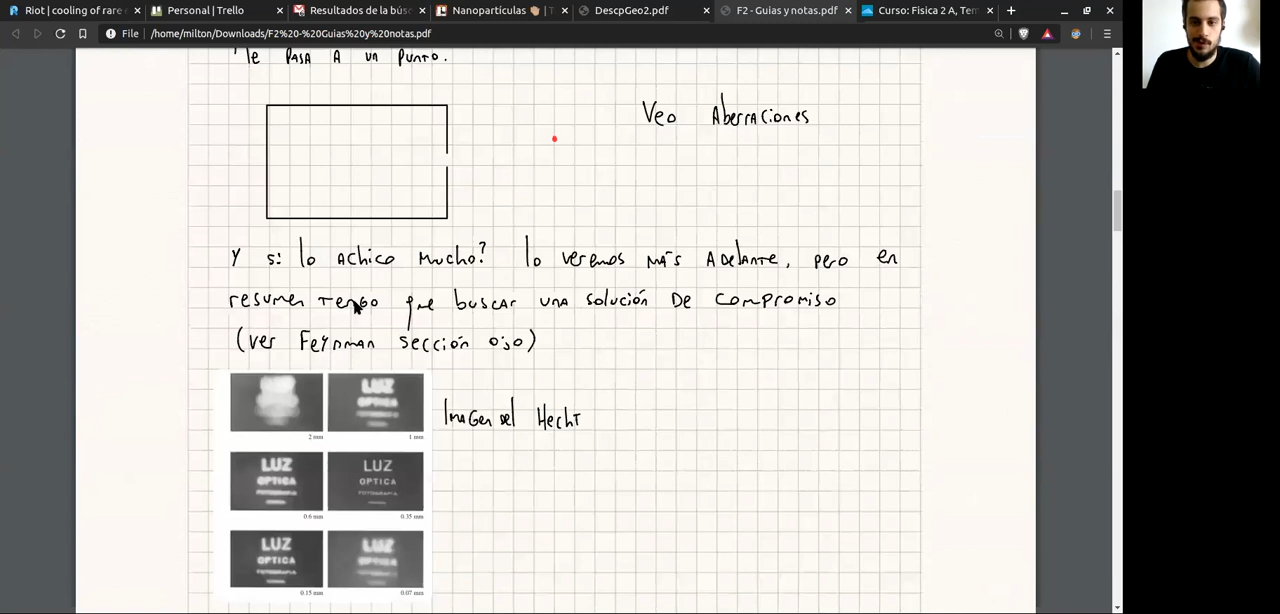 Riot | cooling of rare e
Personal | Trello
Resultados de la búsc
Nanopartículas 👏🏼 | T
DescpGeo2.pdf
F2 - Guias y notas.pdf
Curso: Fisica 2 A, Tem
File
/home/milton/Downloads/F2%20-%20Guias%20y%20notas.pdf
le PASA A un punto.
Veo Aberraciones
Y si lo Achico Mucho? lo veremos MÁS Adelante, pero en
resumen Tengo que buscar una solución De compromiso
(ver Feynman sección ojo)
LUZ
OPTICA
2 mm
1 mm
Imagen del Hecht
LUZ
OPTICA
FOTOGRAFIA
LUZ
OPTICA
FOTOGRAFIA
0.6 mm
0.35 mm
LUZ
OPTICA
FOTOGRAFIA
LUZ
0.15 mm
0.07 mm